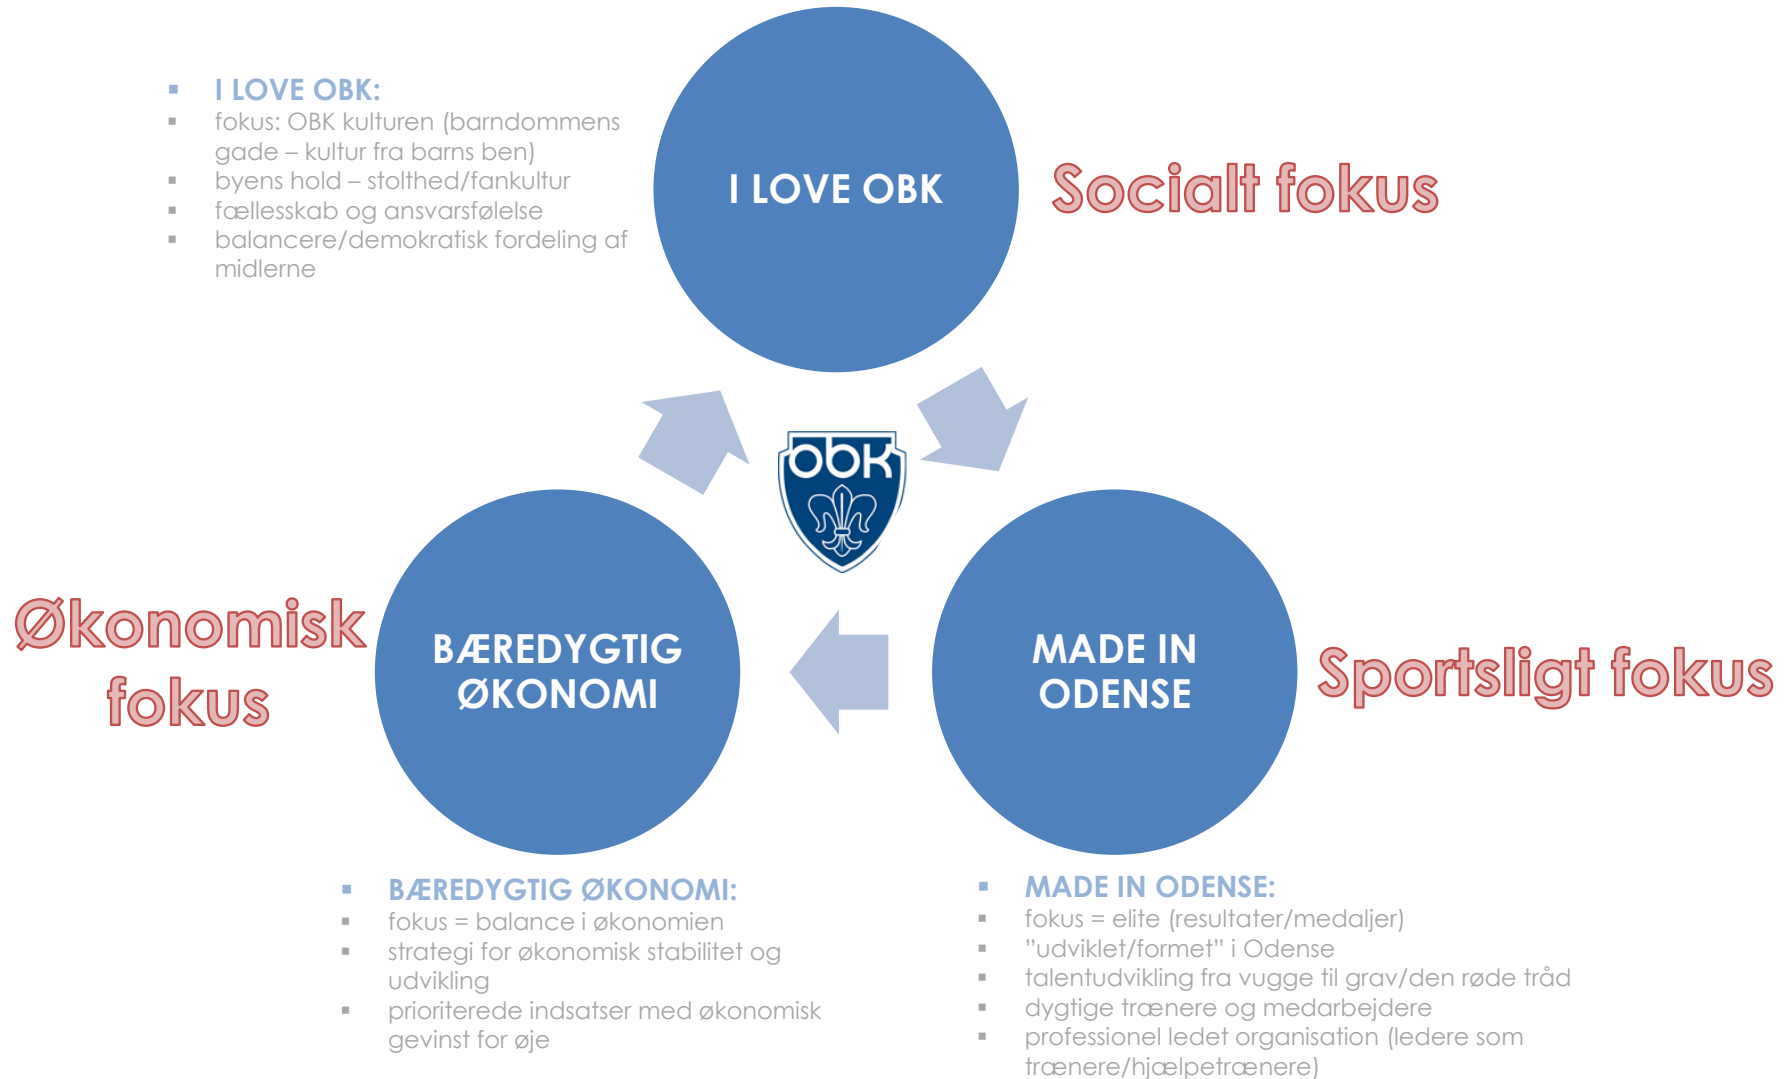 ▪ I LOVE OBK:
▪ fokus: OBK kulturen (barndommens
gade – kultur fra barns ben)
▪ byens hold – stolthed/fankultur
▪ fællesskab og ansvarsfølelse
▪ balancere/demokratisk fordeling af
midlerne
I LOVE OBK
Socialt fokus
obk
Økonomisk
fokus
BÆREDYGTIG
ØKONOMI
MADE IN
ODENSE
Sportsligt fokus
▪ BÆREDYGTIG ØKONOMI:
▪ fokus = balance i økonomien
▪ strategi for økonomisk stabilitet og
udvikling
▪ prioriterede indsatser med økonomisk
gevinst for øje
▪ MADE IN ODENSE:
▪ fokus = elite (resultater/medaljer)
▪ ”udviklet/formet” i Odense
▪ talentudvikling fra vugge til grav/den røde tråd
▪ dygtige trænere og medarbejdere
▪ professionel ledet organisation (ledere som
trænere/hjælpetrænere)